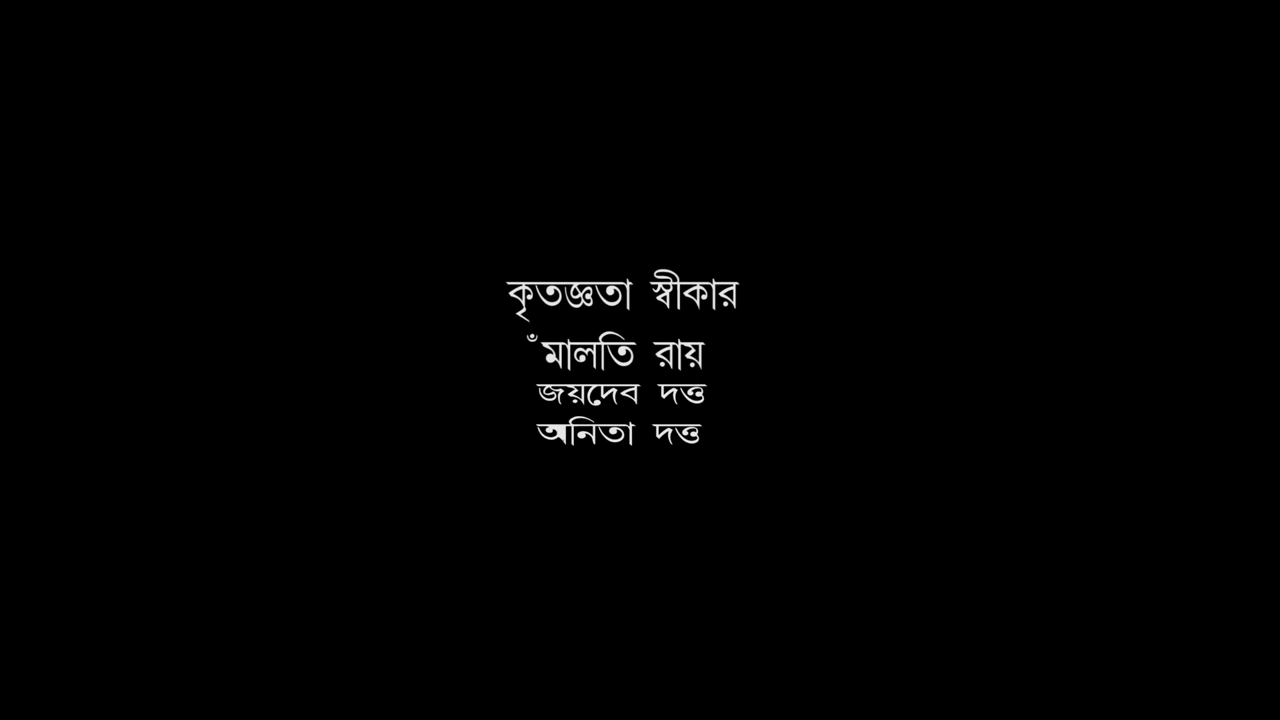 কৃতজ্ঞতা স্বীকার
ঁমালতি রায়
জয়দেব দত্ত
অনিতা দত্ত